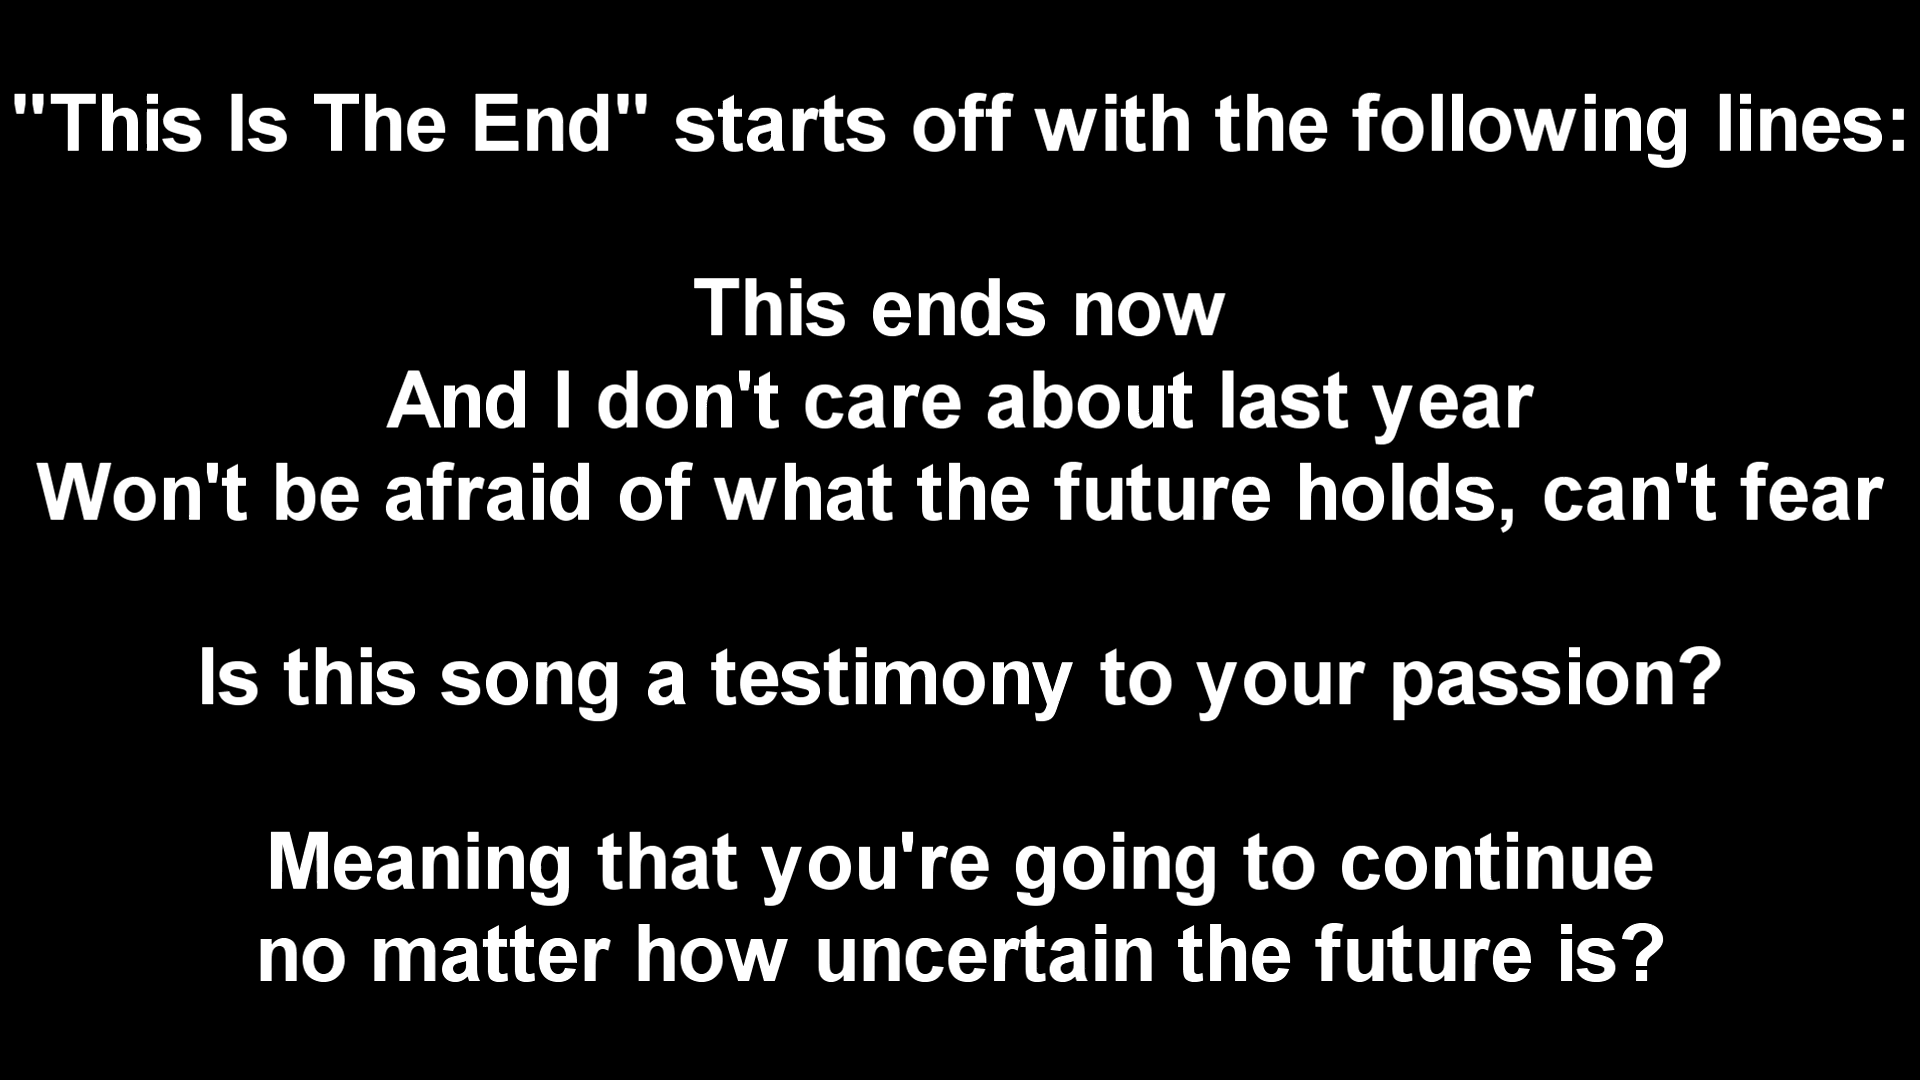 "This Is The End" starts off with the following lines:
This ends now
And I don't care about last year
Won't be afraid of what the future holds, can't fear
Is this song a testimony to your passion?
Meaning that you're going to continue
no matter how uncertain the future is?